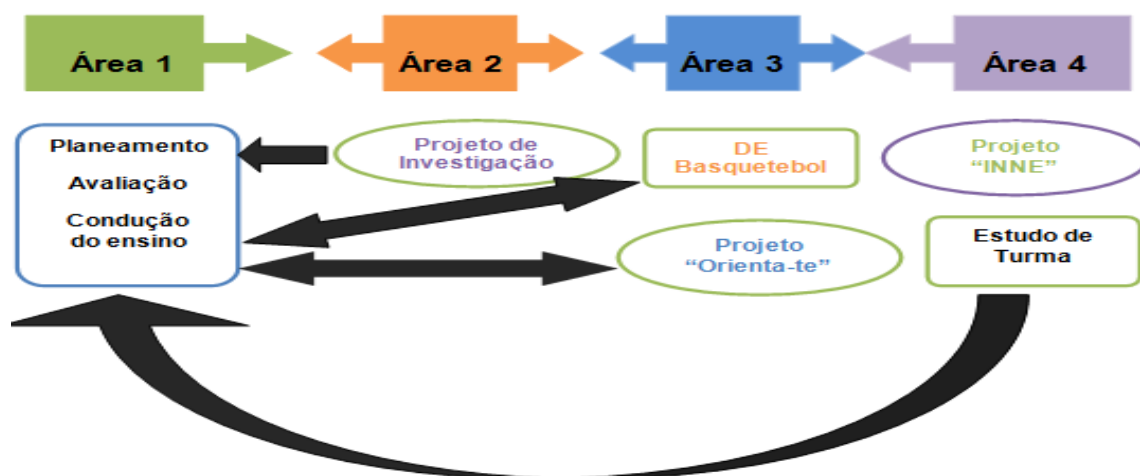 Área 1
Área 2
Área 3
Área 4
Planeamento
Avaliação
Condução
do ensino
Projeto de
Investigação
DE
Basquetebol
Projeto
“INNE”
Projeto
“Orienta-te”
Estudo de
Turma